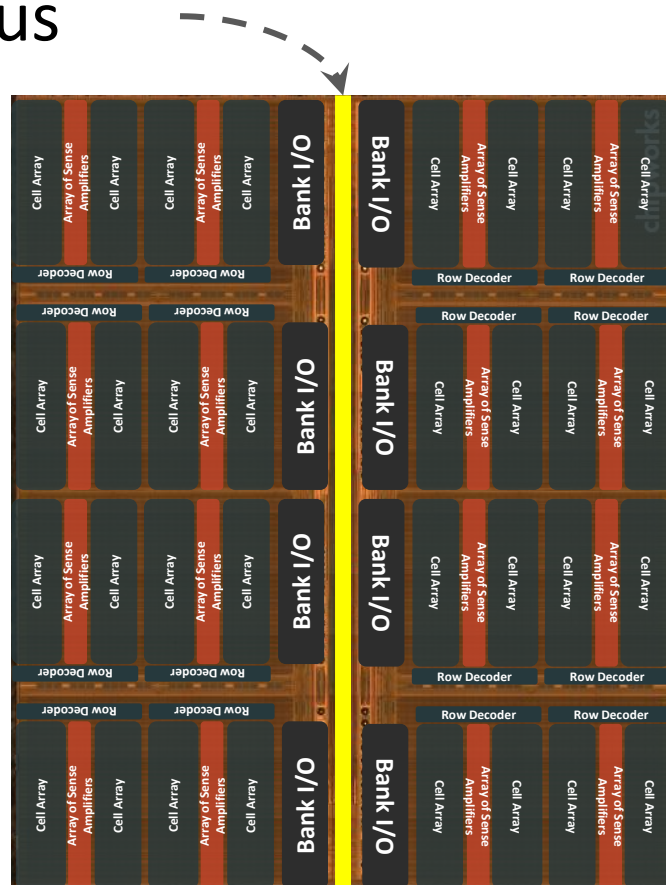 us
Cell Array
Array of Sense
Amplifiers
Cell Array
Cell Array
Array of Sense
Amplifiers
Cell Array
Bank I/O
Bank I/O
Cell Array
Array of Sense
Amplifiers
Cell Array
Cell Array
Array of Sense
Amplifiers
Cell Array
chipworks
Row Decoder
Row Decoder
Row Decoder
Row Decoder
Row Decoder
Row Decoder
Row Decoder
Row Decoder
Cell Array
Array of Sense
Amplifiers
Cell Array
Cell Array
Array of Sense
Amplifiers
Cell Array
Bank I/O
Bank I/O
Cell Array
Array of Sense
Amplifiers
Cell Array
Cell Array
Array of Sense
Amplifiers
Cell Array
Cell Array
Array of Sense
Amplifiers
Cell Array
Cell Array
Array of Sense
Amplifiers
Cell Array
Bank I/O
Bank I/O
Cell Array
Array of Sense
Amplifiers
Cell Array
Cell Array
Array of Sense
Amplifiers
Cell Array
Row Decoder
Row Decoder
Row Decoder
Row Decoder
Row Decoder
Row Decoder
Row Decoder
Row Decoder
Cell Array
Array of Sense
Amplifiers
Cell Array
Cell Array
Array of Sense
Amplifiers
Cell Array
Bank I/O
Bank I/O
Cell Array
Array of Sense
Amplifiers
Cell Array
Cell Array
Array of Sense
Amplifiers
Cell Array